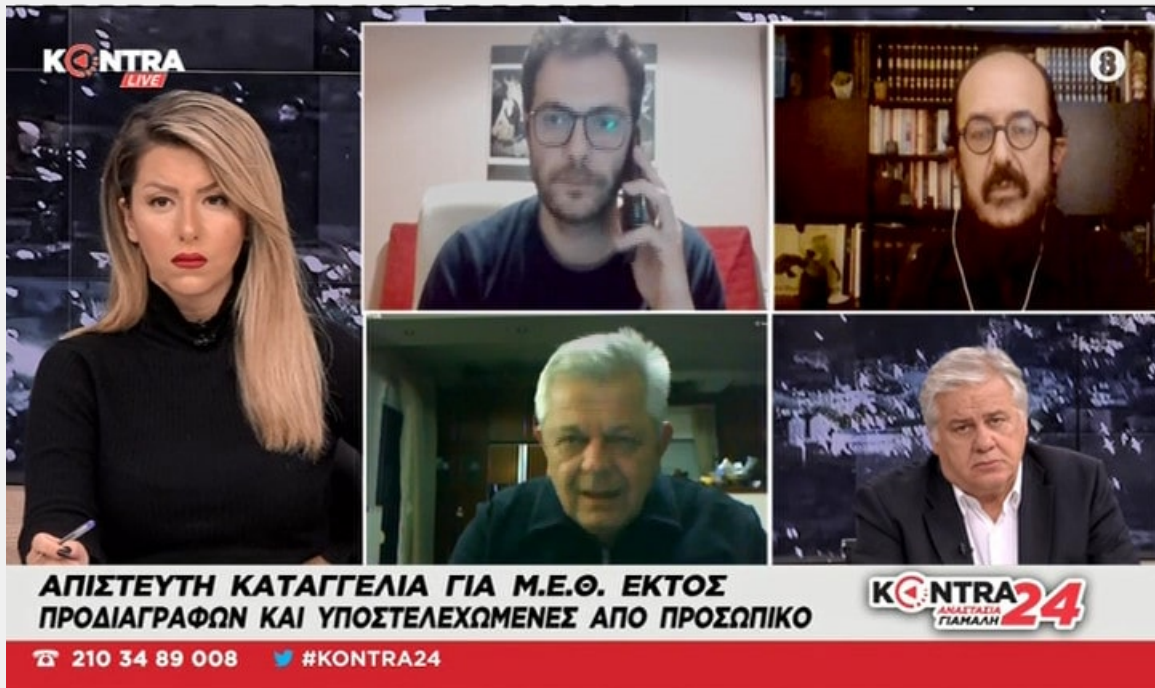 KONTRA
LIVE
8
ΑΠΙΣΤΕΥΤΗ ΚΑΤΑΓΓΕΛΙΑ ΓΙΑ Μ.Ε.Θ. ΕΚΤΟΣ
ΠΡΟΔΙΑΓΡΑΦΩΝ ΚΑΙ ΥΠΟΣΤΕΛΕΧΩΜΕΝΕΣ ΑΠΟ ΠΡΟΣΩΠΙΚΟ
KONTRA24
ΑΝΑΣΤΑΣΙΑ
ΓΙΑΜΑΛΗ
210 34 89 008 #KONTRA24